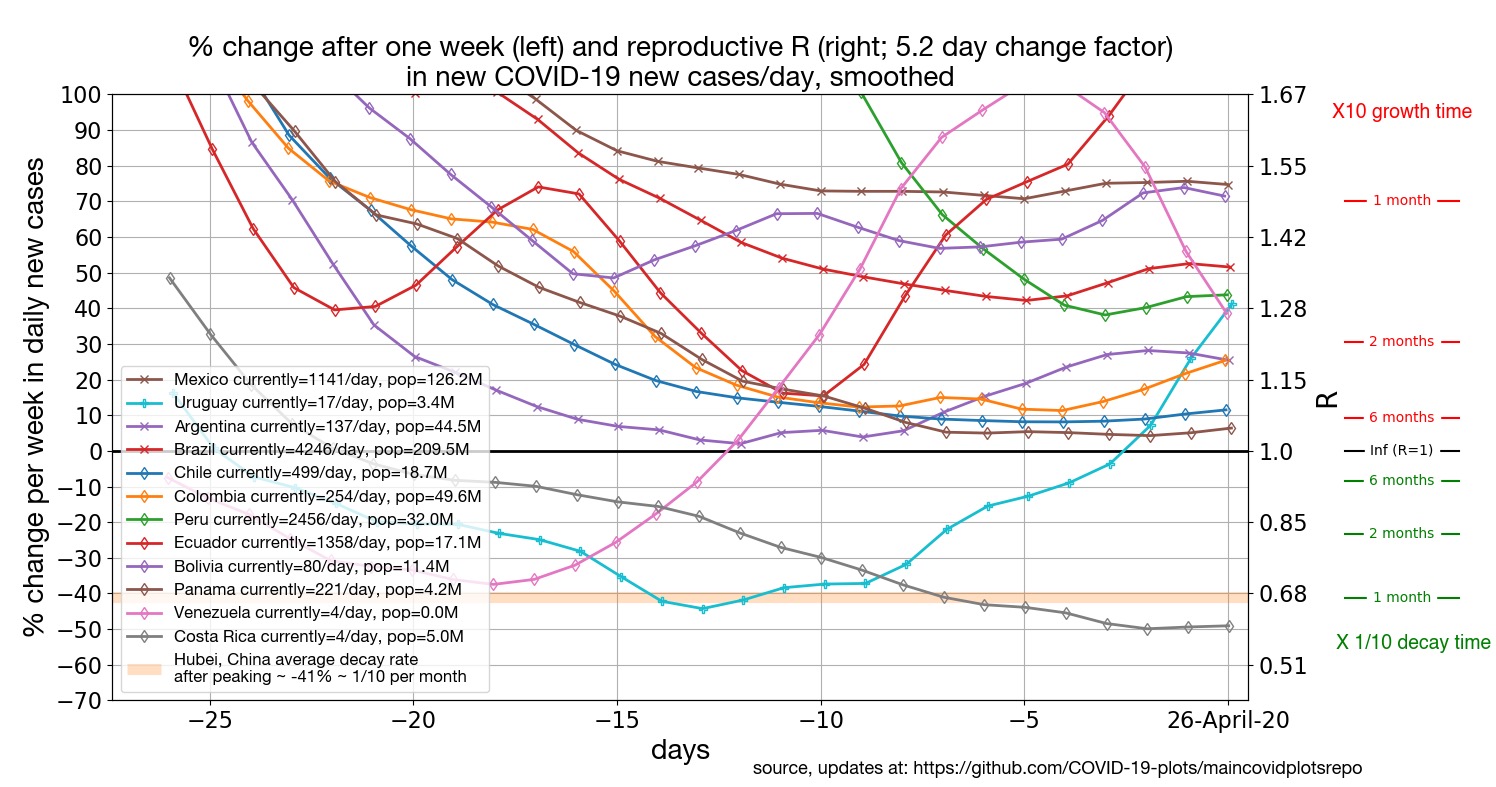 % change after one week (left) and reproductive R (right; 5.2 day change factor)
in new COVID-19 new cases/day, smoothed
% change per week in daily new cases
100
90
80
70
60
50
40
30
20
10
0
−10
−20
−30
−40
−50
−60
−70
Mexico currently=1141/day, pop=126.2M
Uruguay currently=17/day, pop=3.4M
Argentina currently=137/day, pop=44.5M
Brazil currently=4246/day, pop=209.5M
Chile currently=499/day, pop=18.7M
Colombia currently=254/day, pop=49.6M
Peru currently=2456/day, pop=32.0M
Ecuador currently=1358/day, pop=17.1M
Bolivia currently=80/day, pop=11.4M
Panama currently=221/day, pop=4.2M
Venezuela currently=4/day, pop=0.0M
Costa Rica currently=4/day, pop=5.0M
Hubei, China average decay rate
after peaking ~ -41% ~ 1/10 per month
−25
−20
−15
−10
−5
26-April-20
days
1.67
1.55
1.42
1.28
1.15
1.0
0.85
0.68
0.51
R
X10 growth time
1 month
2 months
6 months
Inf (R=1)
6 months
2 months
1 month
X 1/10 decay time
source, updates at: https://github.com/COVID-19-plots/maincovidplotsrepo